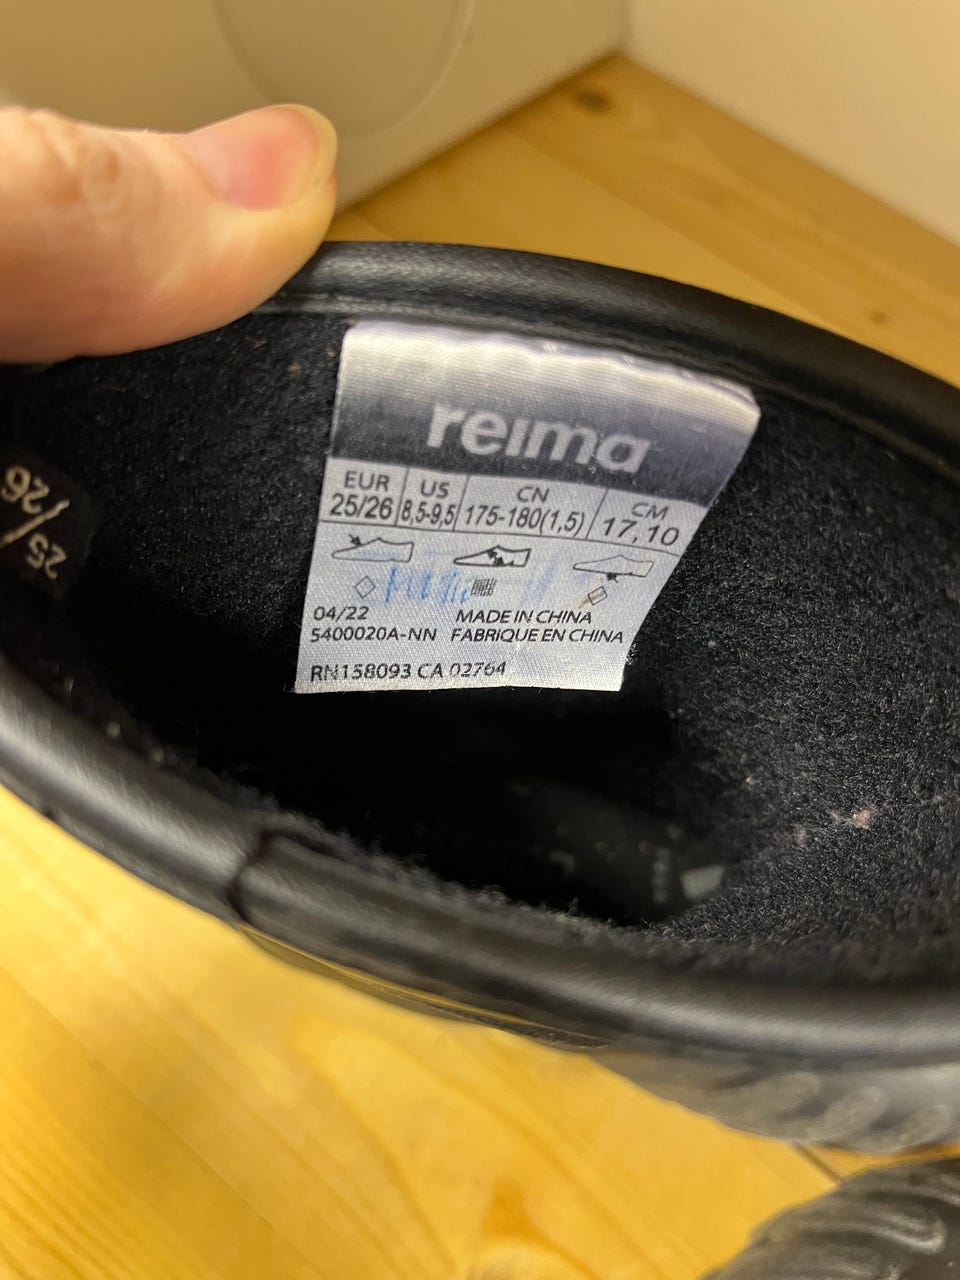 reima
EUR US CN CM
25/26 8,5-9,5 175-180(1,5) 17,10
04/22 MADE IN CHINA
5400020A-NN FABRIQUE EN CHINA
RN158093 CA 02764
25/26